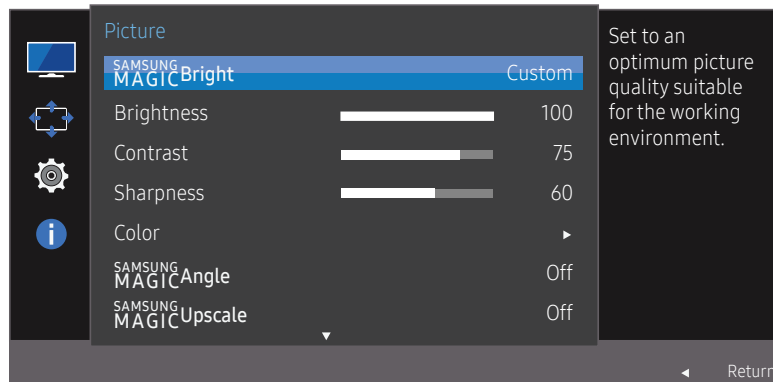 Picture
SAMSUNG
MAGICBright Custom
Brightness 100
Contrast 75
Sharpness 60
Color ▸
SAMSUNG
MAGICAngle Off
SAMSUNG
MAGICUpscale Off
Set to an
optimum picture
quality suitable
for the working
environment.
Return